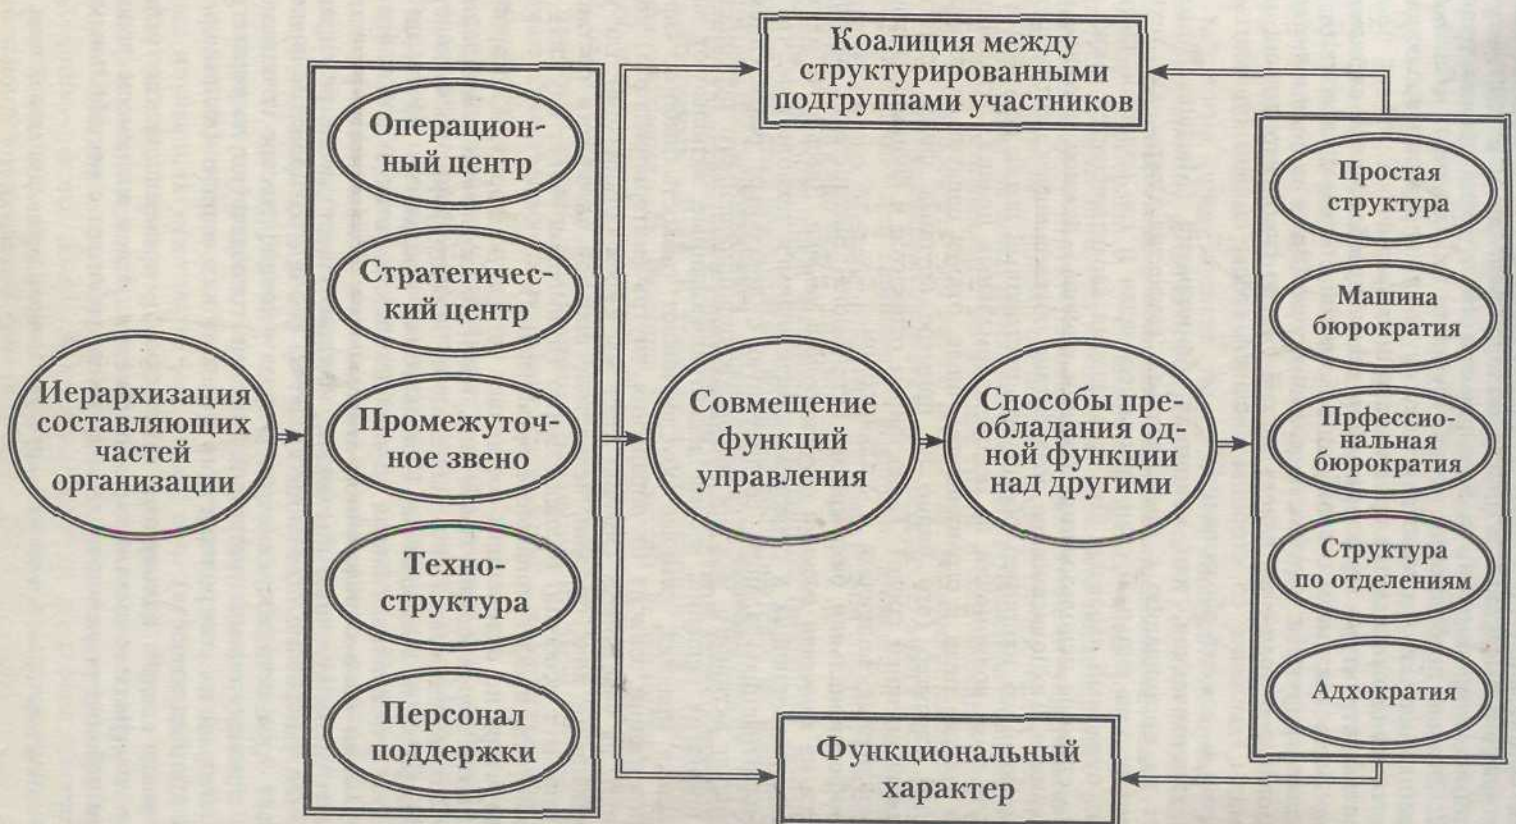 Коалиция между
структурированными
подгруппами участников
Иерархизация
составляющих
частей
организации
Операцион-
ный центр
Стратегичес-
кий центр
Промежуточ-
ное звено
Техно-
структура
Персонал
поддержки
Совмещение
функций
управления
Способы пре-
обладания од-
ной функции
над другими
Простая
структура
Машина
бюрократия
Прфессио-
нальная
бюрократия
Структура
по отделениям
Адхократия
Функциональный
характер